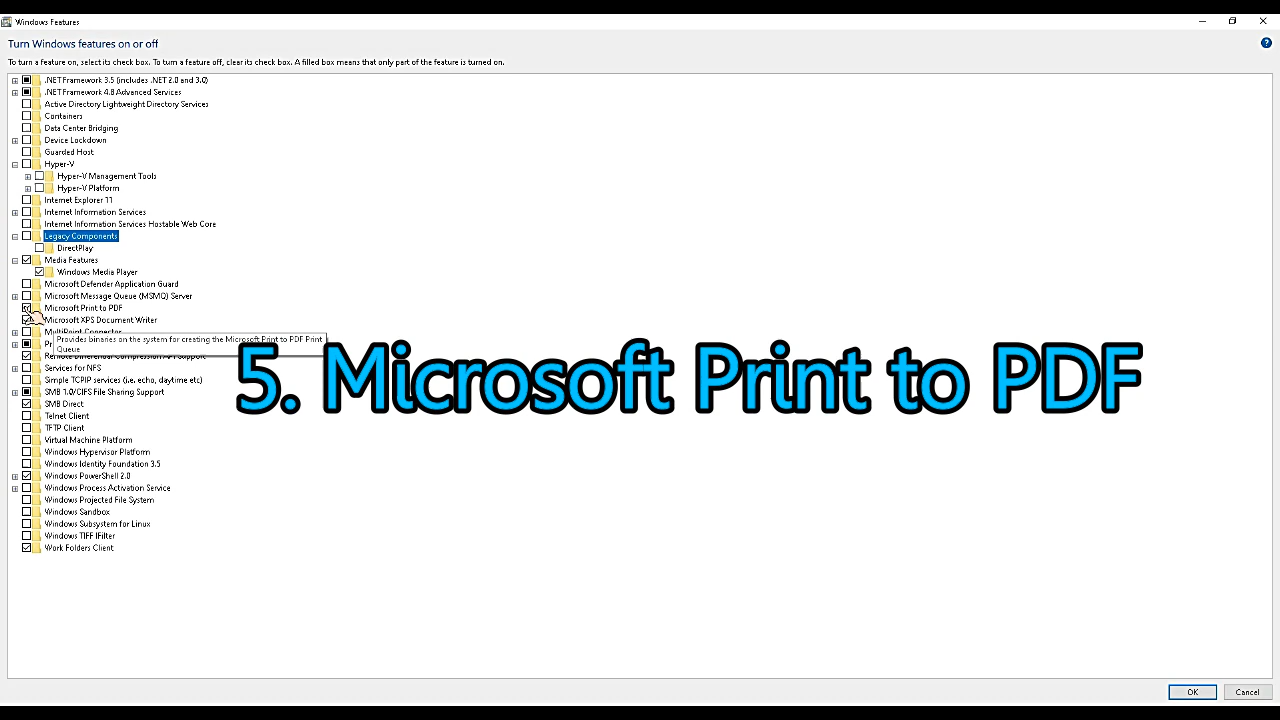 Windows Features
Turn Windows features on or off
To turn a feature on, select its check box. To turn a feature off, clear its check box. A filled box means that only part of the feature is turned on.
.NET Framework 3.5 (includes .NET 2.0 and 3.0)
.NET Framework 4.8 Advanced Services
Active Directory Lightweight Directory Services
Containers
Data Center Bridging
Device Lockdown
Guarded Host
Hyper-V
Hyper-V Management Tools
Hyper-V Platform
Internet Explorer 11
Internet Information Services
Internet Information Services Hostable Web Core
Legacy Components
DirectPlay
Media Features
Windows Media Player
Microsoft Defender Application Guard
Microsoft Message Queue (MSMQ) Server
Microsoft Print to PDF
Microsoft XPS Document Writer
MultiPoint Connector
Provides binaries on the system for creating the Microsoft Print to PDF Print
Queue
Remote Differential Compression API Support
5. Microsoft Print to PDF
Services for NFS
Simple TCPIP services (i.e. echo, daytime etc)
SMB 1.0/CIFS File Sharing Support
SMB Direct
Telnet Client
TFTP Client
Virtual Machine Platform
Windows Hypervisor Platform
Windows Identity Foundation 3.5
Windows PowerShell 2.0
Windows Process Activation Service
Windows Projected File System
Windows Sandbox
Windows Subsystem for Linux
Windows TIFF IFilter
Work Folders Client
OK
Cancel